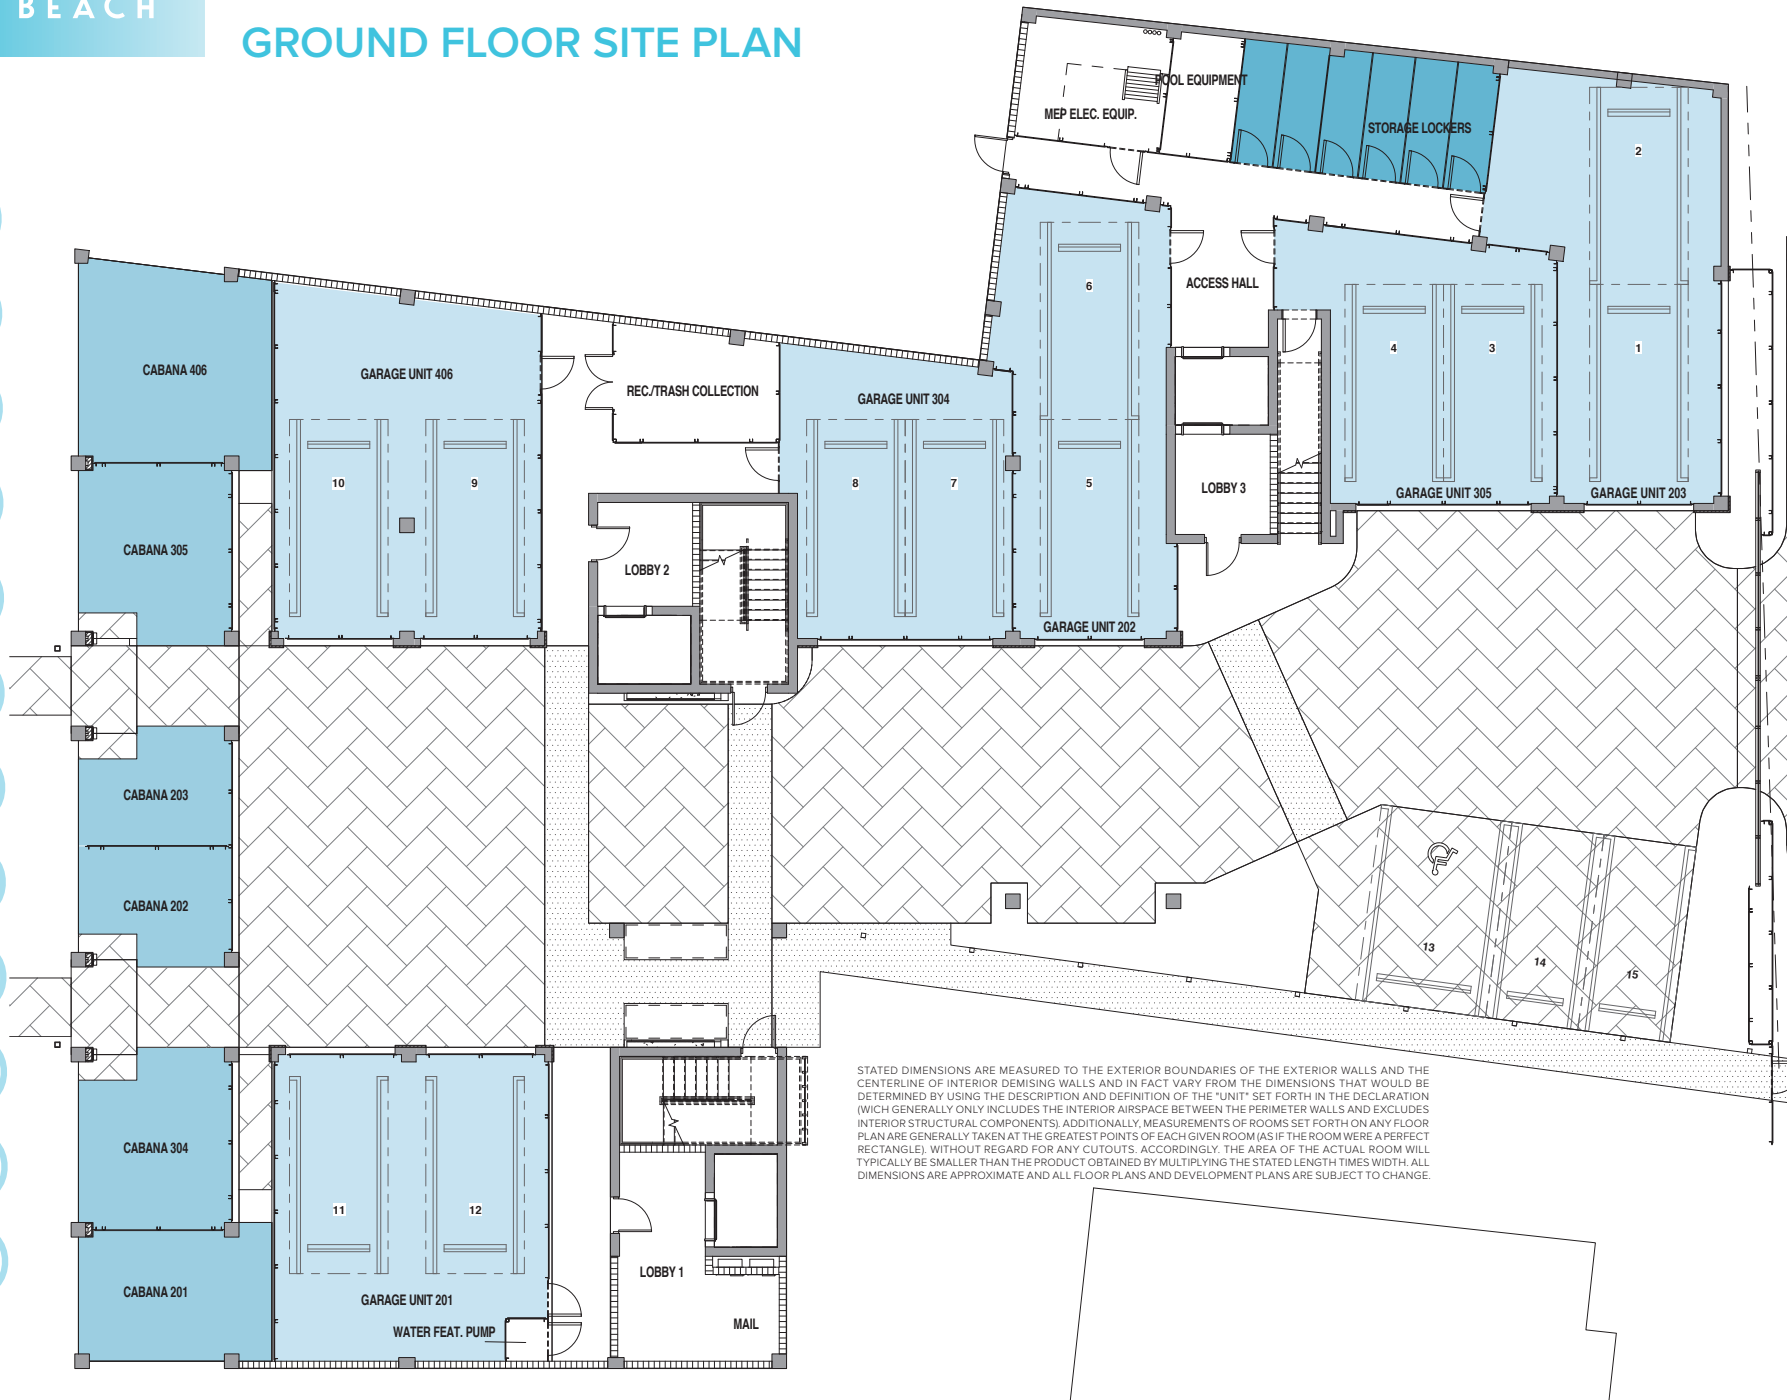 BEACH
GROUND FLOOR SITE PLAN
POOL EQUIPMENT
MEP ELEC. EQUIP.
STORAGE LOCKERS
2
6
ACCESS HALL
4
3
1
CABANA 406
GARAGE UNIT 406
REC./TRASH COLLECTION
GARAGE UNIT 304
10
9
8
7
5
LOBBY 3
GARAGE UNIT 305
GARAGE UNIT 203
CABANA 305
LOBBY 2
GARAGE UNIT 202
CABANA 203
CABANA 202
13
14
15
STATED DIMENSIONS ARE MEASURED TO THE EXTERIOR BOUNDARIES OF THE EXTERIOR WALLS AND THE
CENTERLINE OF INTERIOR DEMISING WALLS AND IN FACT VARY FROM THE DIMENSIONS THAT WOULD BE
DETERMINED BY USING THE DESCRIPTION AND DEFINITION OF THE "UNIT" SET FORTH IN THE DECLARATION
(WICH GENERALLY ONLY INCLUDES THE INTERIOR AIRSPACE BETWEEN THE PERIMETER WALLS AND EXCLUDES
INTERIOR STRUCTURAL COMPONENTS). ADDITIONALLY, MEASUREMENTS OF ROOMS SET FORTH ON ANY FLOOR
PLAN ARE GENERALLY TAKEN AT THE GREATEST POINTS OF EACH GIVEN ROOM (AS IF THE ROOM WERE A PERFECT
RECTANGLE). WITHOUT REGARD FOR ANY CUTOUTS. ACCORDINGLY. THE AREA OF THE ACTUAL ROOM WILL
TYPICALLY BE SMALLER THAN THE PRODUCT OBTAINED BY MULTIPLYING THE STATED LENGTH TIMES WIDTH. ALL
DIMENSIONS ARE APPROXIMATE AND ALL FLOOR PLANS AND DEVELOPMENT PLANS ARE SUBJECT TO CHANGE.
CABANA 304
11
12
LOBBY 1
CABANA 201
GARAGE UNIT 201
WATER FEAT. PUMP
MAIL